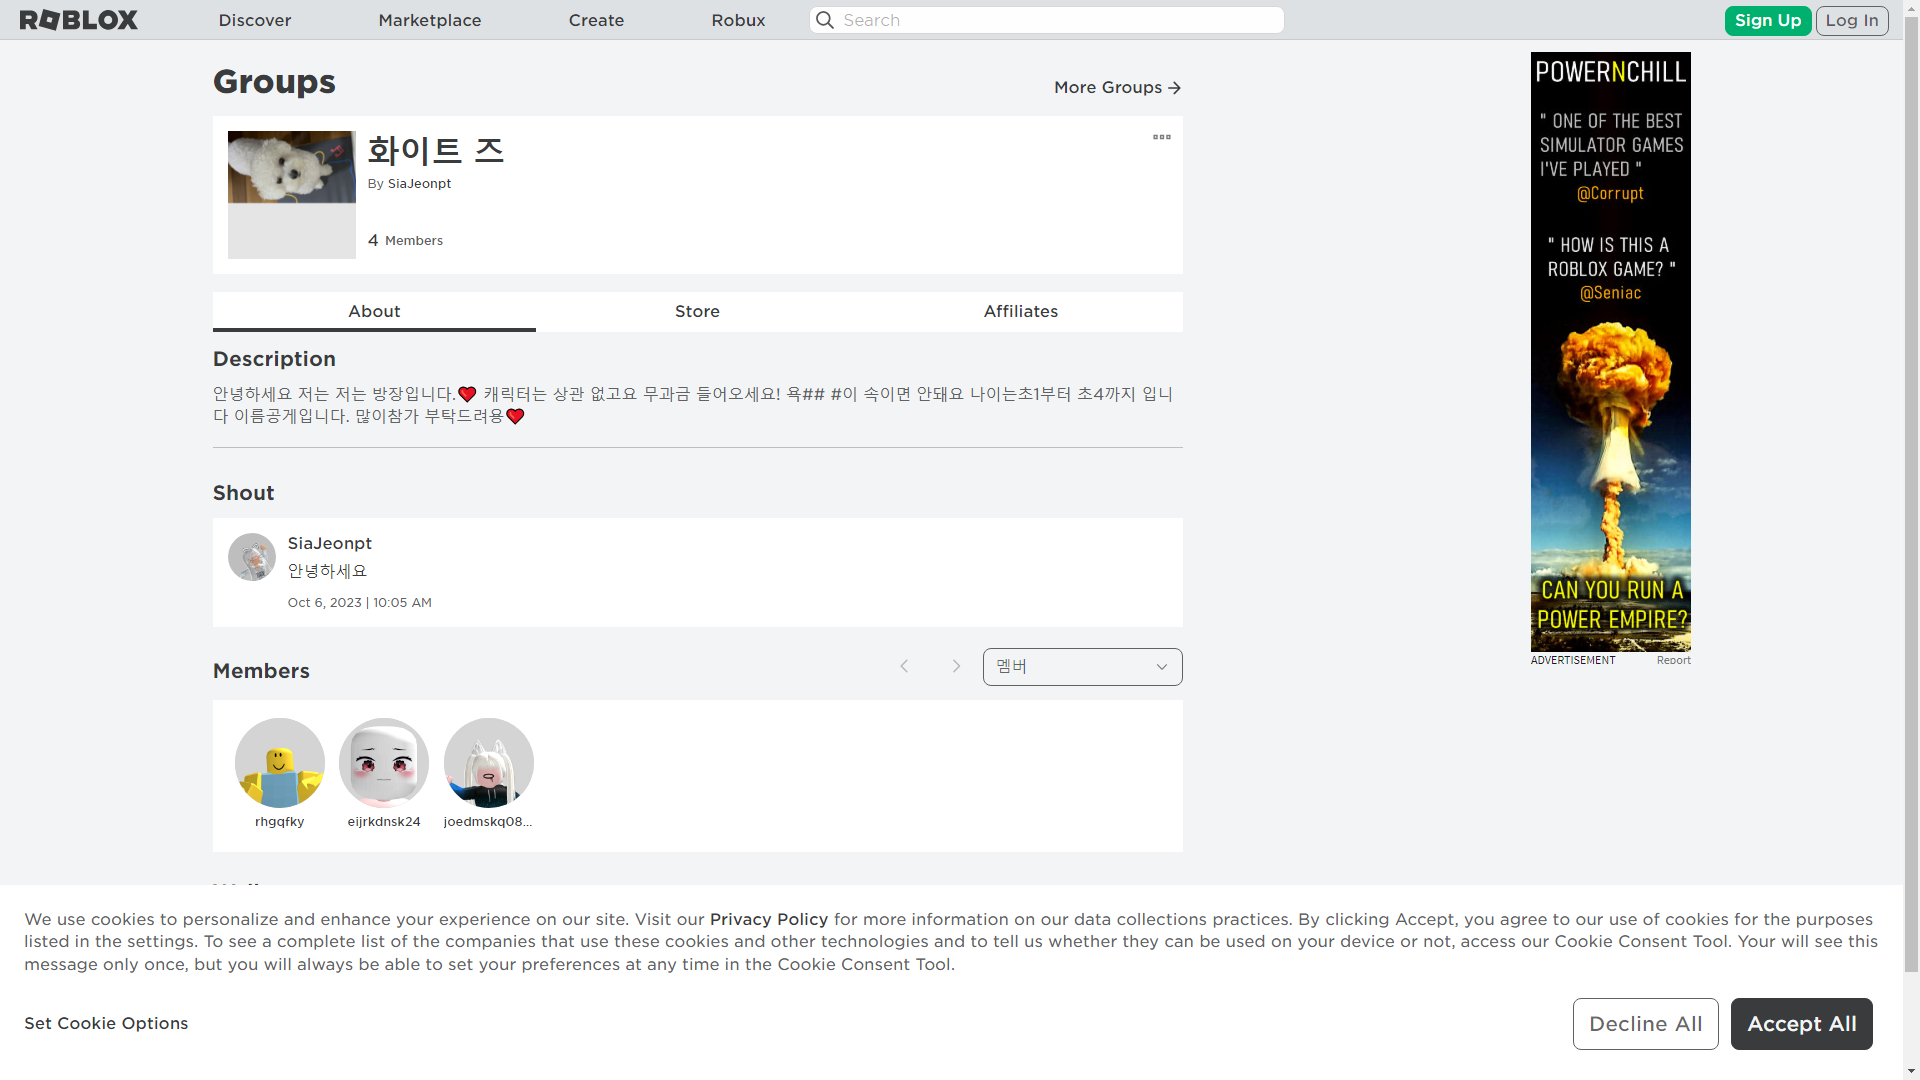 ROBLOX
Discover
Marketplace
Create
Robux
Search
Sign Up
Log In
Groups
More Groups
화이트 즈
By SiaJeonpt
4 Members
About
Store
Affiliates
Description
안녕하세요 저는 저는 방장입니다.❤️ 캐릭터는 상관 없고요 무과금 들어오세요! 욕## #이 속이면 안돼요 나이는초1부터 초4까지 입니
다 이름공게입니다. 많이참가 부탁드려용❤️
Shout
SiaJeonpt
안녕하세요
Oct 6, 2023 | 10:05 AM
Members
멤버
rhgqfky
eijrkdnsk24
joedmskq08...
POWERNCHILL
" ONE OF THE BEST
SIMULATOR GAMES
I'VE PLAYED "
@Corrupt
" HOW IS THIS A
ROBLOX GAME? "
@Seniac
CAN YOU RUN A
POWER EMPIRE?
ADVERTISEMENT
Report
We use cookies to personalize and enhance your experience on our site. Visit our Privacy Policy for more information on our data collections practices. By clicking Accept, you agree to our use of cookies for the purposes
listed in the settings. To see a complete list of the companies that use these cookies and other technologies and to tell us whether they can be used on your device or not, access our Cookie Consent Tool. Your will see this
message only once, but you will always be able to set your preferences at any time in the Cookie Consent Tool.
Set Cookie Options
Decline All
Accept All